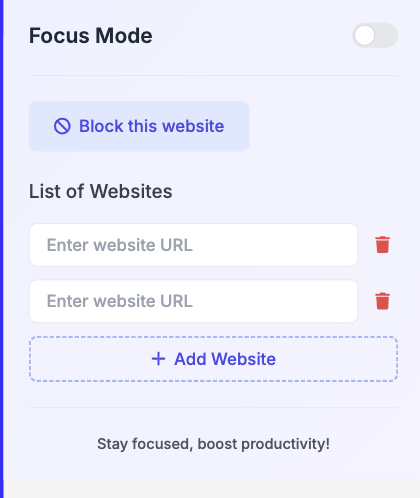 Focus Mode
Block this website
List of Websites
Enter website URL
Enter website URL
+ Add Website
Stay focused, boost productivity!